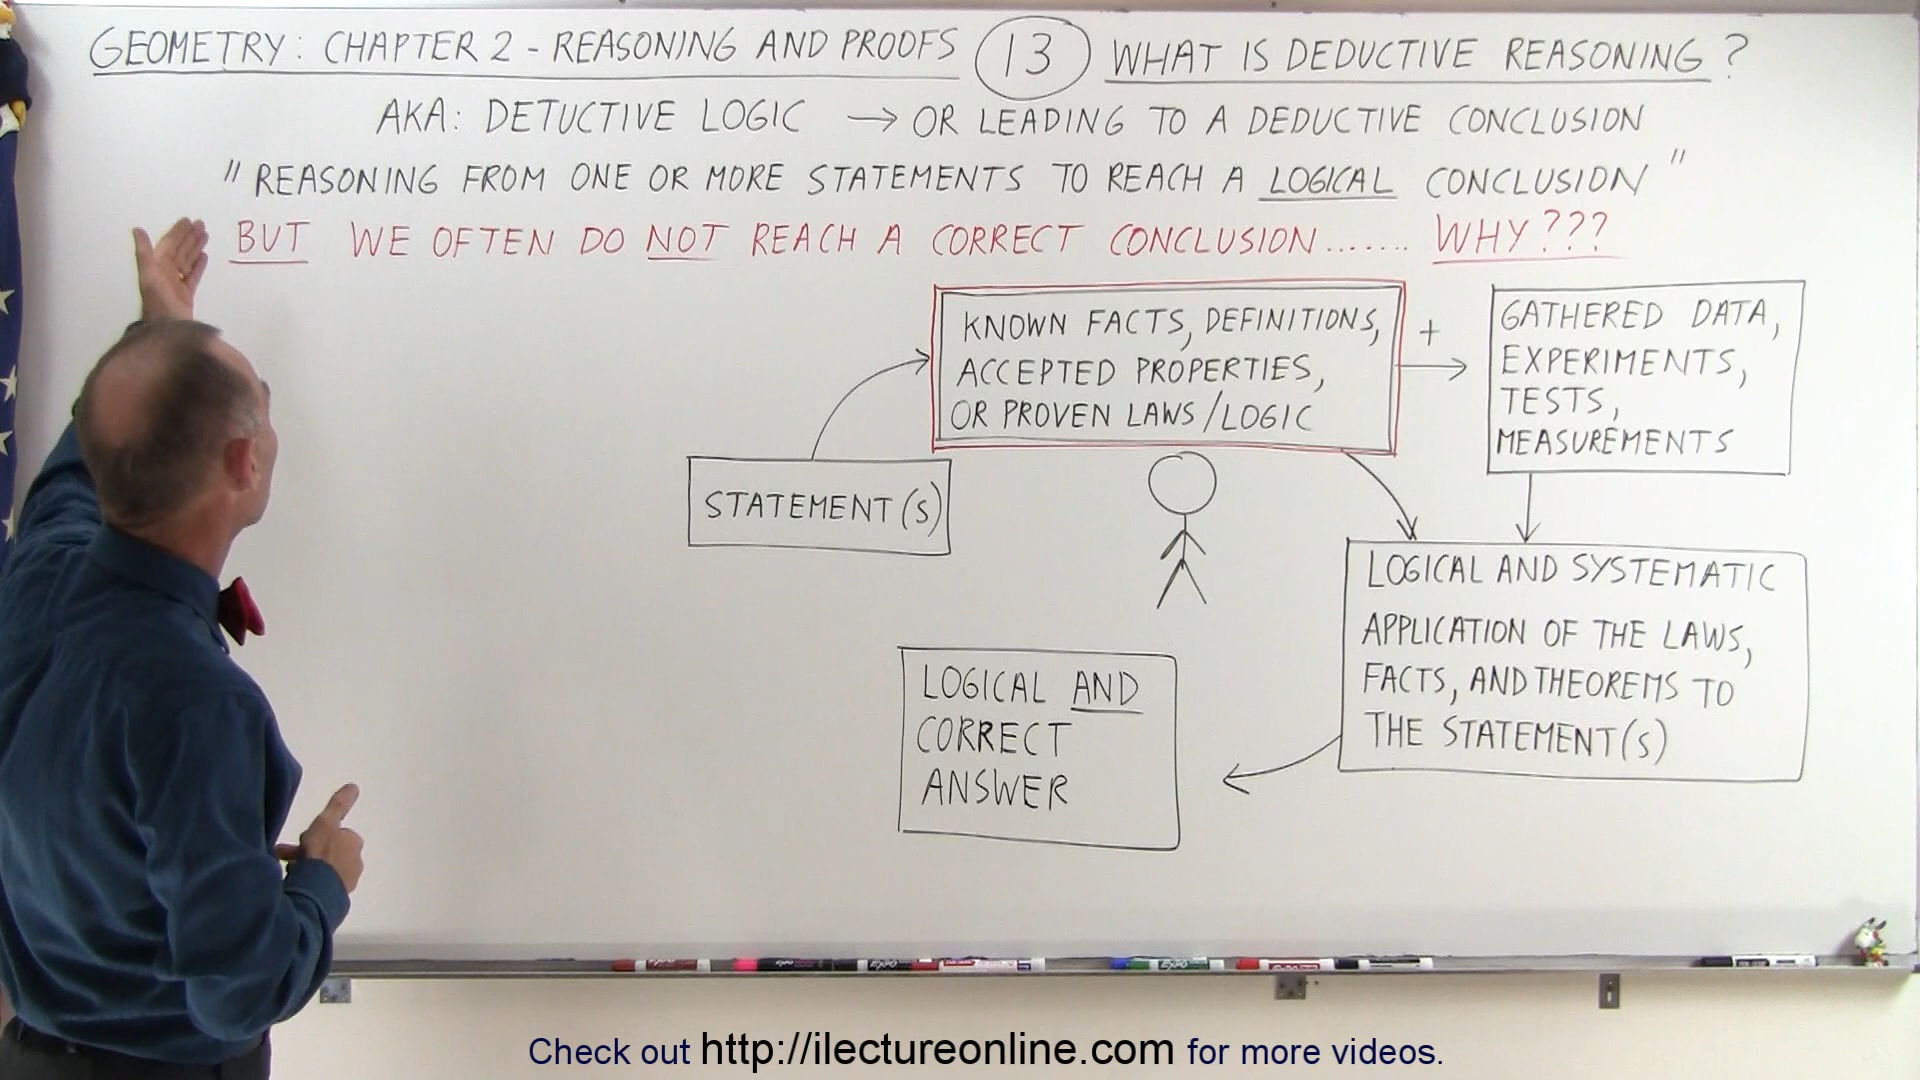 GEOMETRY: CHAPTER 2 - REASONING AND PROOFS 13 WHAT IS DEDUCTIVE REASONING?
AKA: DETUCTIVE LOGIC → OR LEADING TO A DEDUCTIVE CONCLUSION
"REASONING FROM ONE OR MORE STATEMENTS TO REACH A LOGICAL CONCLUSION"
BUT WE OFTEN DO NOT REACH A CORRECT CONCLUSION....... WHY???
KNOWN FACTS, DEFINITIONS,
ACCEPTED PROPERTIES,
OR PROVEN LAWS/LOGIC
+
GATHERED DATA,
EXPERIMENTS,
TESTS,
MEASUREMENTS
STATEMENT(S)
LOGICAL AND SYSTEMATIC
APPLICATION OF THE LAWS,
FACTS, AND THEOREMS TO
THE STATEMENT(S)
LOGICAL AND
CORRECT
ANSWER
EXPO
EXPO
EXPO
Check out http://ilectureonline.com for more videos.